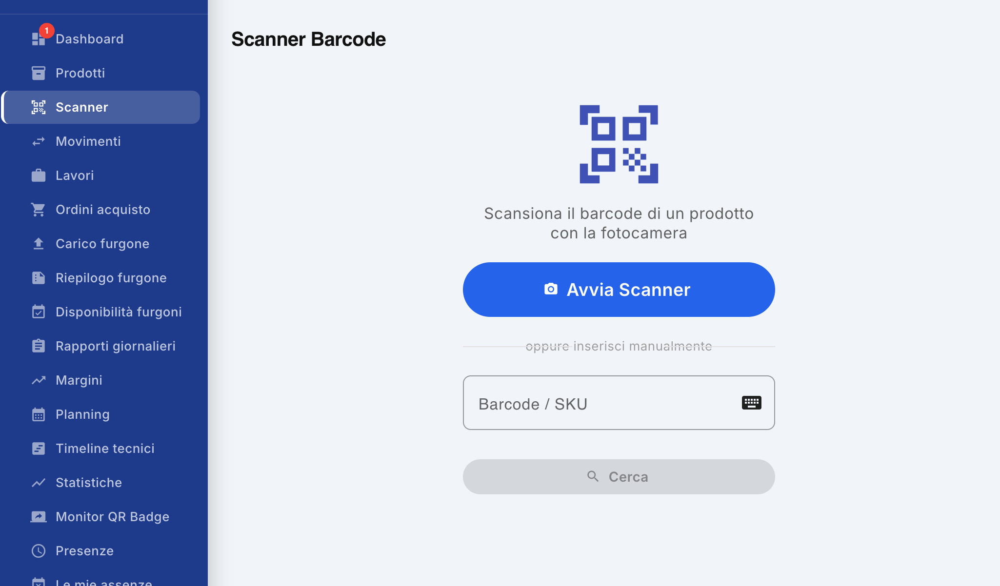 1
Dashboard
Prodotti
Scanner
Movimenti
Lavori
Ordini acquisto
Carico furgone
Riepilogo furgone
Disponibilità furgoni
Rapporti giornalieri
Margini
Planning
Timeline tecnici
Statistiche
Monitor QR Badge
Presenze
Le mie assenze
Scanner Barcode
Scansiona il barcode di un prodotto
con la fotocamera
Avvia Scanner
oppure inserisci manualmente
Barcode / SKU
Cerca